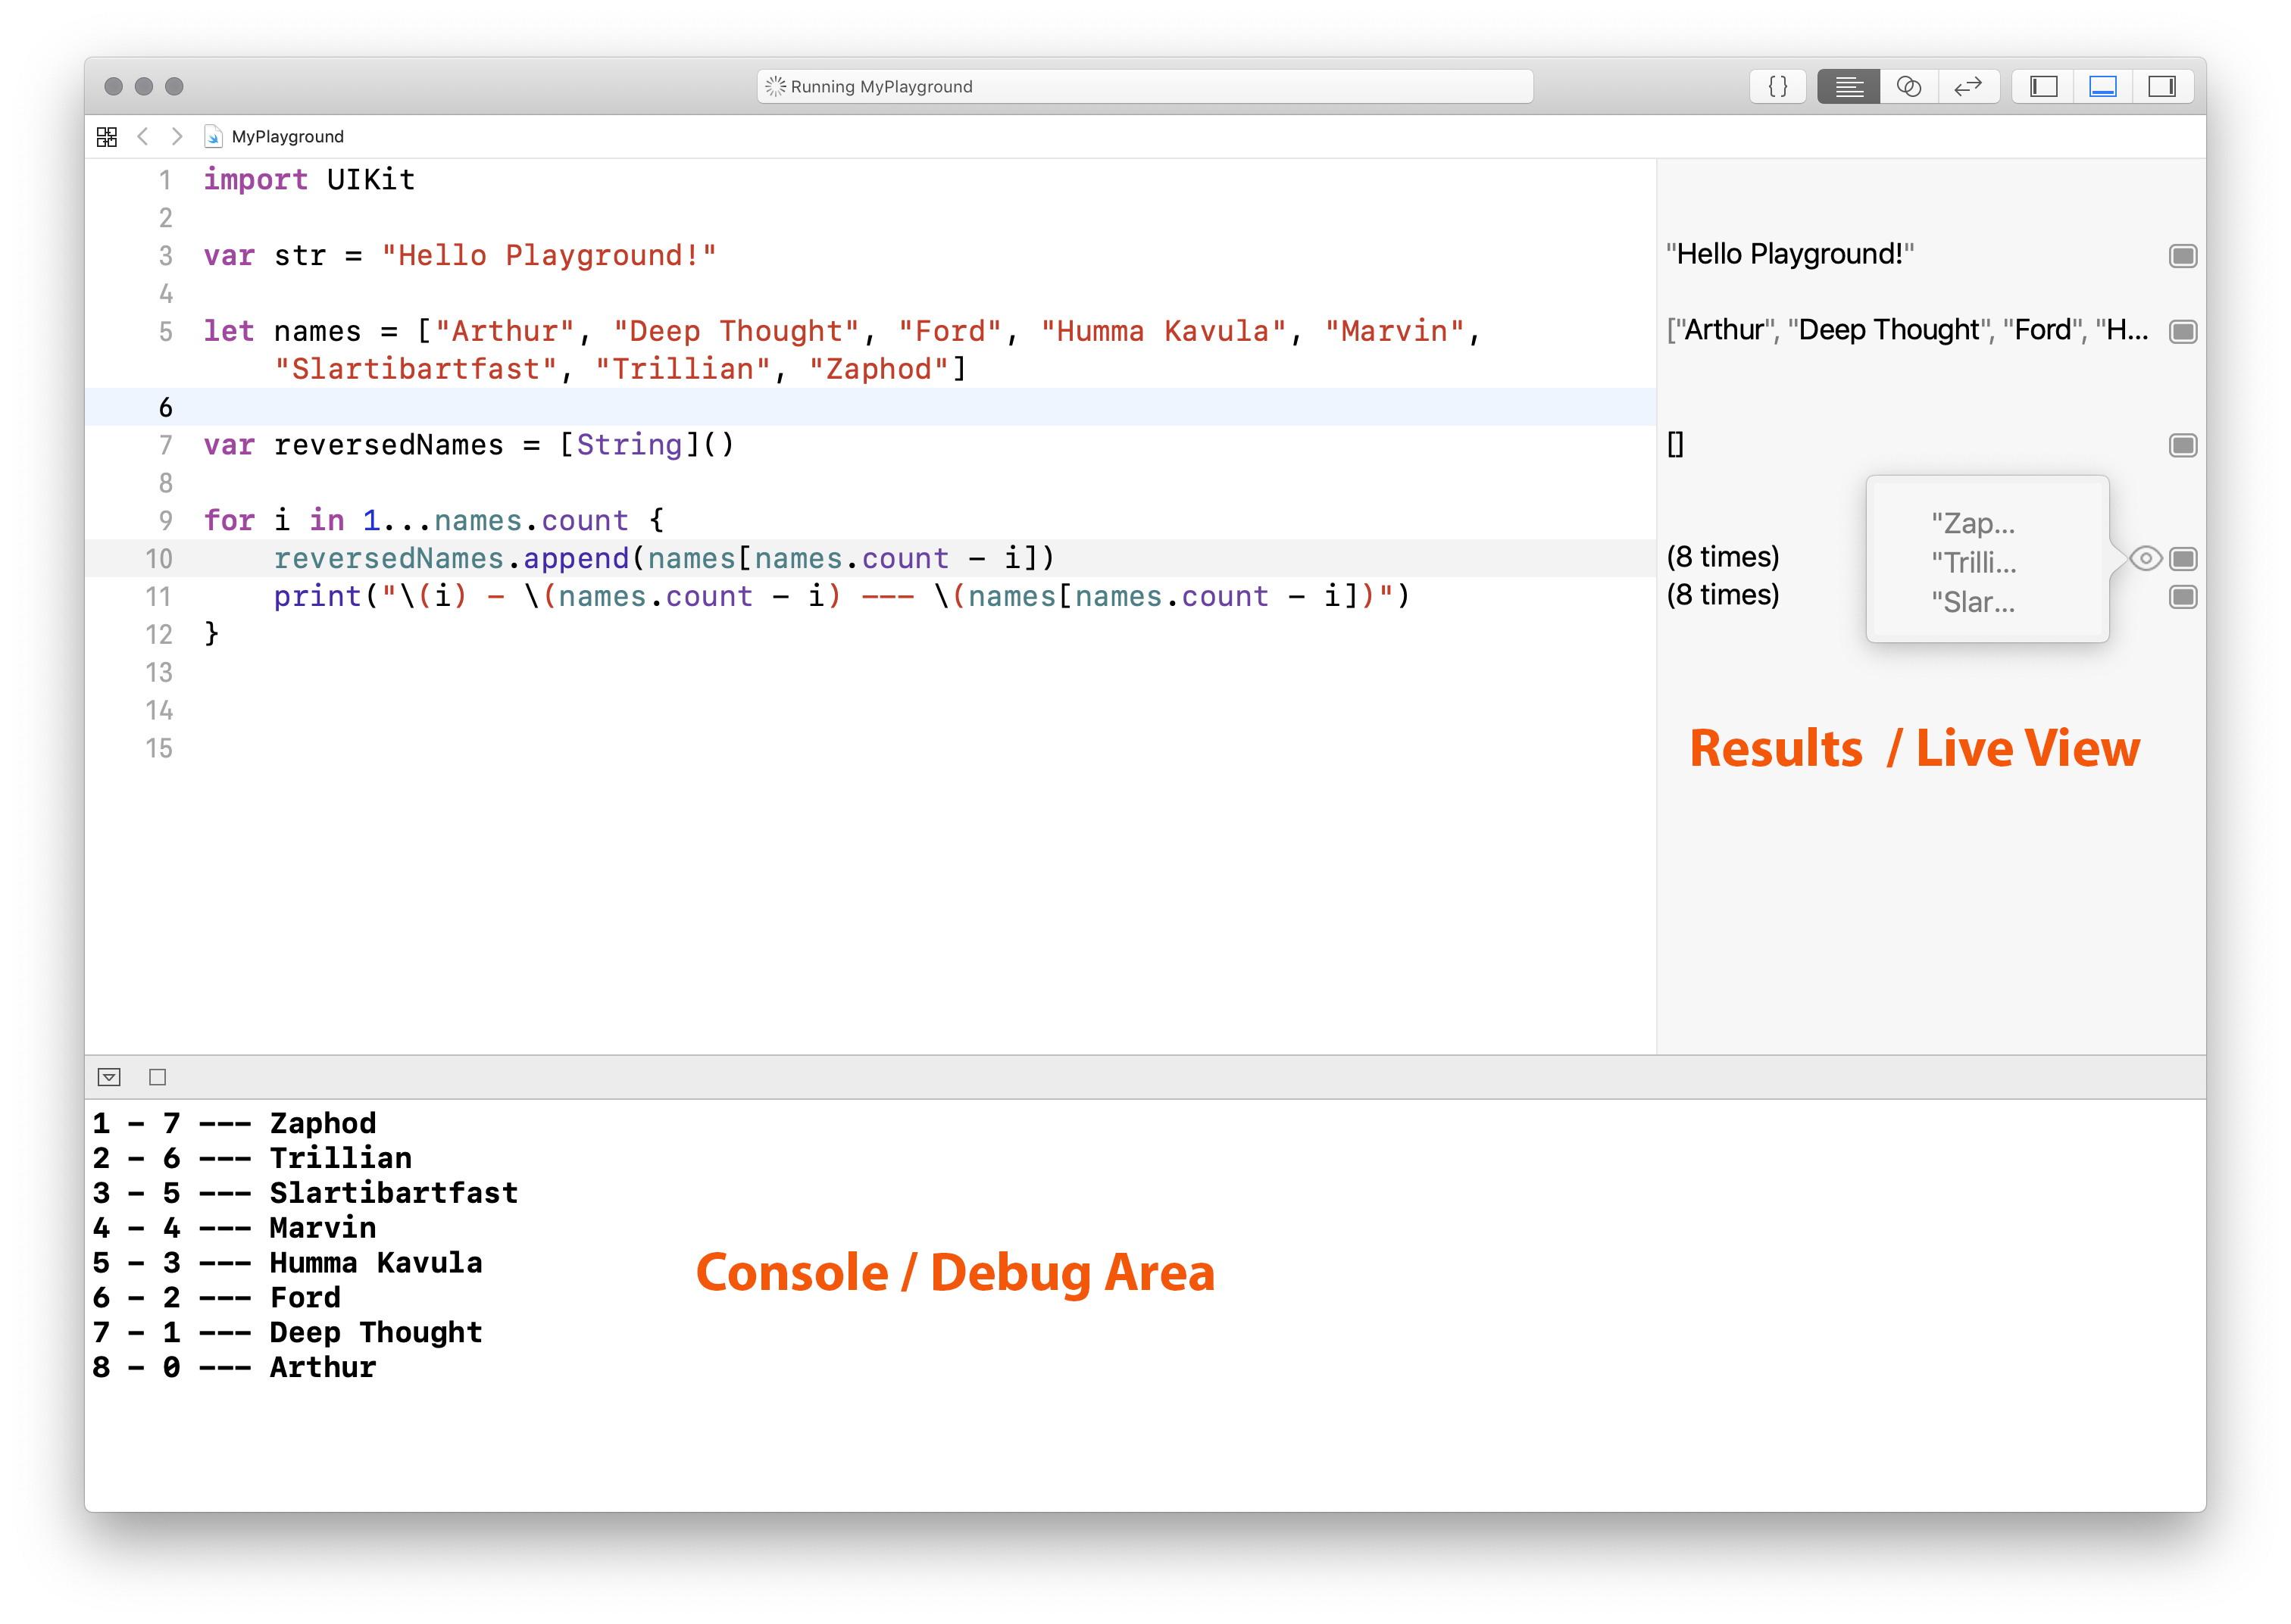 Running MyPlayground
{ }
MyPlayground
1 import UIKit
2
3 var str = "Hello Playground!"
"Hello Playground!"
4
5 let names = ["Arthur", "Deep Thought", "Ford", "Humma Kavula", "Marvin",
["Arthur", "Deep Thought", "Ford", "H...
"Slartibartfast", "Trillian", "Zaphod"]
6
7 var reversedNames = [String]()
[]
8
9 for i in 1...names.count {
10 reversedNames.append(names[names.count - i])
(8 times)
11 print("\(i) - \(names.count - i) --- \(names[names.count - i])")
(8 times)
"Zap...
"Trilli...
"Slar...
12 }
13
14
15
Results / Live View
1 - 7 --- Zaphod
2 - 6 --- Trillian
3 - 5 --- Slartibartfast
4 - 4 --- Marvin
5 - 3 --- Humma Kavula
6 - 2 --- Ford
7 - 1 --- Deep Thought
8 - 0 --- Arthur
Console / Debug Area